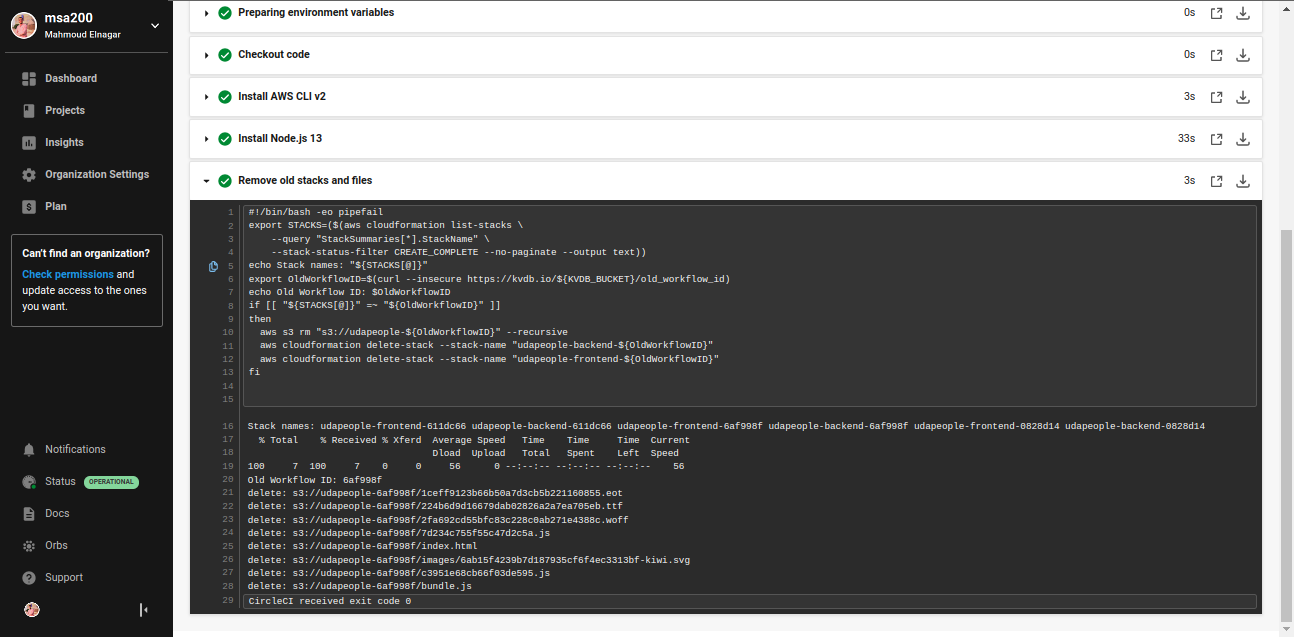 msa200
Mahmoud Elnagar
Dashboard
Projects
Insights
Organization Settings
Plan
Can't find an organization?
Check permissions and
update access to the ones
you want.
Notifications
Status OPERATIONAL
Docs
Orbs
Support
Preparing environment variables 0s
Checkout code 0s
Install AWS CLI v2 3s
Install Node.js 13 33s
Remove old stacks and files 3s
1 #!/bin/bash -eo pipefail
2 export STACKS=($(aws cloudformation list-stacks \
3     --query "StackSummaries[*].StackName" \
4     --stack-status-filter CREATE_COMPLETE --no-paginate --output text))
5 echo Stack names: "${STACKS[@]}"
6 export OldWorkflowID=$(curl --insecure https://kvdb.io/${KVDB_BUCKET}/old_workflow_id)
7 echo Old Workflow ID: $OldWorkflowID
8 if [[ "${STACKS[@]}" =~ "${OldWorkflowID}" ]]
9 then
10   aws s3 rm "s3://udapeople-${OldWorkflowID}" --recursive
11   aws cloudformation delete-stack --stack-name "udapeople-backend-${OldWorkflowID}"
12   aws cloudformation delete-stack --stack-name "udapeople-frontend-${OldWorkflowID}"
13 fi
14
15
16 Stack names: udapeople-frontend-611dc66 udapeople-backend-611dc66 udapeople-frontend-6af998f udapeople-backend-6af998f udapeople-frontend-0828d14 udapeople-backend-0828d14
17   % Total    % Received % Xferd  Average Speed   Time    Time     Time  Current
18                                  Dload  Upload   Total   Spent    Left  Speed
19 100     7  100     7    0     0     56      0 --:--:-- --:--:-- --:--:--    56
20 Old Workflow ID: 6af998f
21 delete: s3://udapeople-6af998f/1ceff9123b66b50a7d3cb5b221160855.eot
22 delete: s3://udapeople-6af998f/224b6d9d16679dab02826a2a7ea705eb.ttf
23 delete: s3://udapeople-6af998f/2fa692cd55bfc83c228c0ab271e4388c.woff
24 delete: s3://udapeople-6af998f/7d234c755f55c47d2c5a.js
25 delete: s3://udapeople-6af998f/index.html
26 delete: s3://udapeople-6af998f/images/6ab15f4239b7d187935cf6f4ec3313bf-kiwi.svg
27 delete: s3://udapeople-6af998f/c3951e68cb66f03de595.js
28 delete: s3://udapeople-6af998f/bundle.js
29 CircleCI received exit code 0